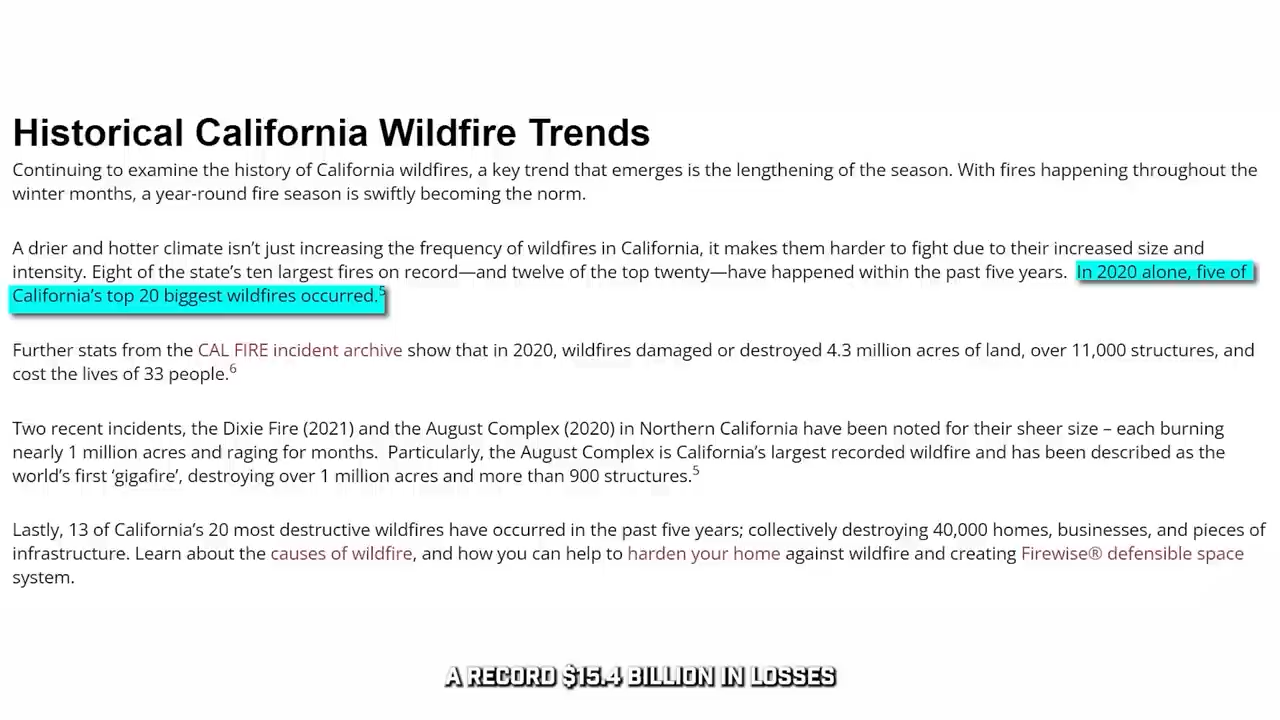 Historical California Wildfire Trends
Continuing to examine the history of California wildfires, a key trend that emerges is the lengthening of the season. With fires happening throughout the
winter months, a year-round fire season is swiftly becoming the norm.
A drier and hotter climate isn't just increasing the frequency of wildfires in California, it makes them harder to fight due to their increased size and
intensity. Eight of the state's ten largest fires on record—and twelve of the top twenty—have happened within the past five years. In 2020 alone, five of
California's top 20 biggest wildfires occurred.5
Further stats from the CAL FIRE incident archive show that in 2020, wildfires damaged or destroyed 4.3 million acres of land, over 11,000 structures, and
cost the lives of 33 people.6
Two recent incidents, the Dixie Fire (2021) and the August Complex (2020) in Northern California have been noted for their sheer size – each burning
nearly 1 million acres and raging for months. Particularly, the August Complex is California's largest recorded wildfire and has been described as the
world's first 'gigafire', destroying over 1 million acres and more than 900 structures.5
Lastly, 13 of California's 20 most destructive wildfires have occurred in the past five years; collectively destroying 40,000 homes, businesses, and pieces of
infrastructure. Learn about the causes of wildfire, and how you can help to harden your home against wildfire and creating Firewise® defensible space
system.
A RECORD $15.4 BILLION IN LOSSES